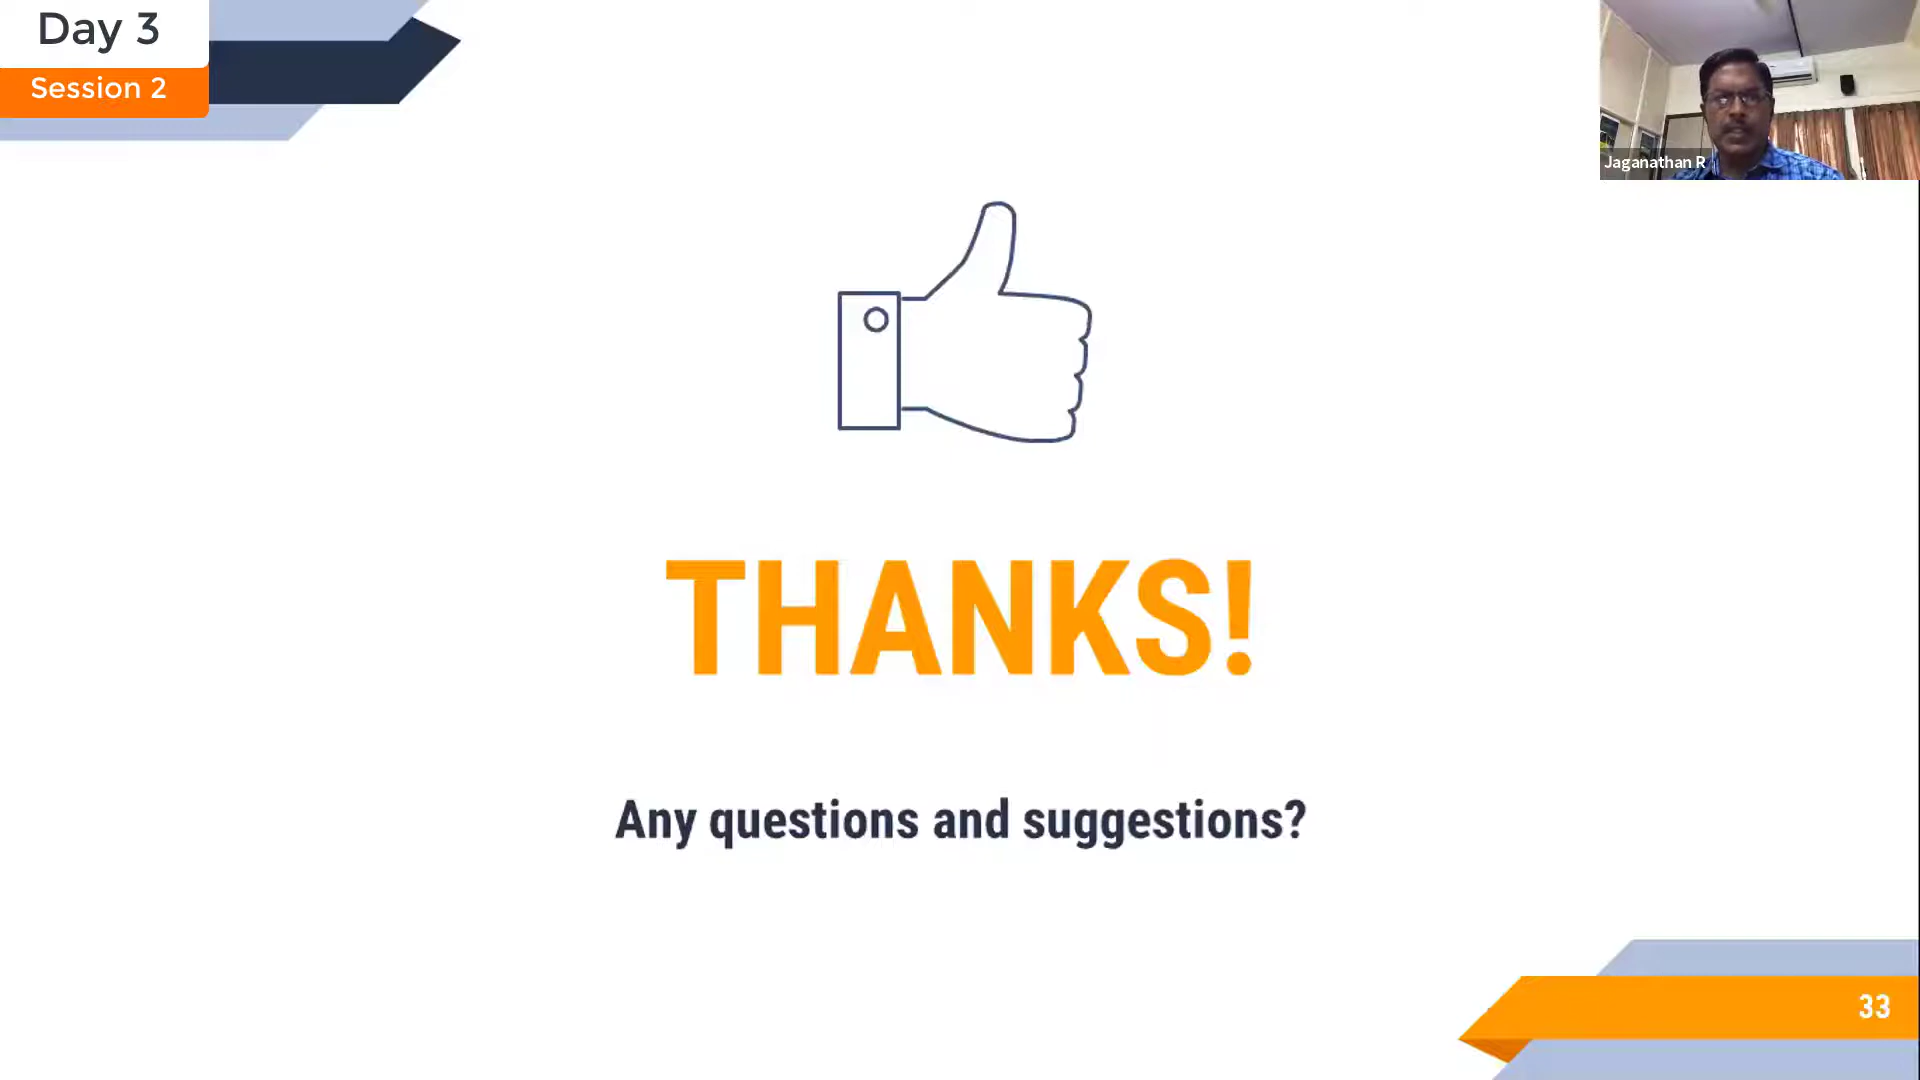 Day 3
Session 2
Jaganathan R
THANKS!
Any questions and suggestions?
33